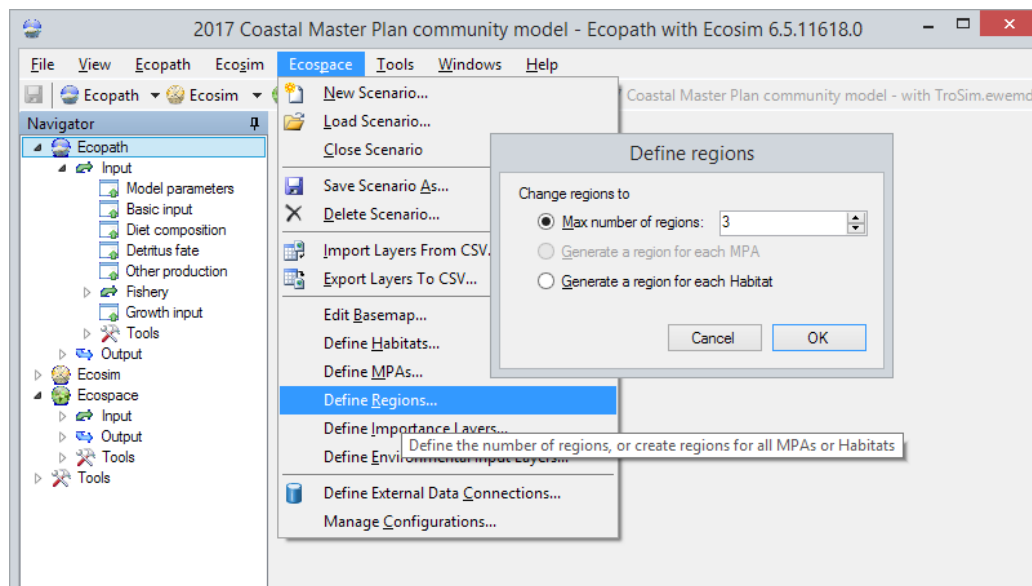 2017 Coastal Master Plan community model - Ecopath with Ecosim 6.5.11618.0
File View Ecopath Ecosim Ecospace Tools Windows Help
Ecopath Ecosim Coastal Master Plan community model - with TroSim.ewemd
Navigator
Ecopath
Input
Model parameters
Basic input
Diet composition
Detritus fate
Other production
Fishery
Growth input
Tools
Output
Ecosim
Ecospace
Input
Output
Tools
Tools
New Scenario...
Load Scenario...
Close Scenario
Save Scenario As...
Delete Scenario...
Import Layers From CSV.
Export Layers To CSV...
Edit Basemap...
Define Habitats...
Define MPAs...
Define Regions...
Define Importance Layers...
Define Environmental Input Layers...
Define External Data Connections...
Manage Configurations...
Define the number of regions, or create regions for all MPAs or Habitats
Define regions
Change regions to
Max number of regions: 3
Generate a region for each MPA
Generate a region for each Habitat
Cancel OK